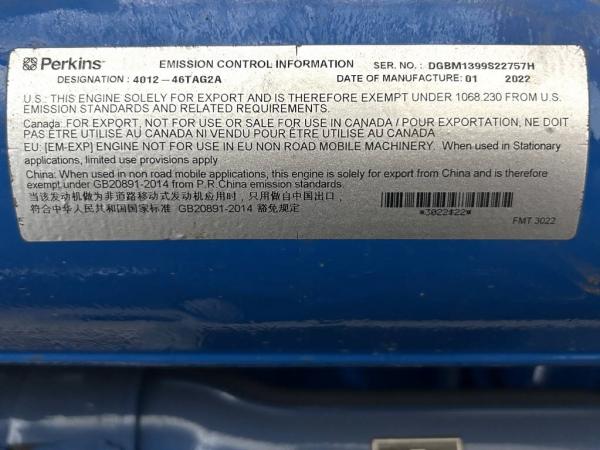 Perkins EMISSION CONTROL INFORMATION SER. NO.: DGBM1399S22757H
DESIGNATION: 4012-46TAG2A DATE OF MANUFACTURE: 01 2022
U.S.: THIS ENGINE SOLELY FOR EXPORT AND IS THEREFORE EXEMPT UNDER 1068.230 FROM U.S.
EMISSION STANDARDS AND RELATED REQUIREMENTS.
Canada: FOR EXPORT, NOT FOR USE OR SALE FOR USE IN CANADA / POUR EXPORTATION, NE DOIT
PAS ÊTRE UTILISÉ AU CANADA NI VENDU POUR ÊTRE UTILISÉ AU CANADA
EU: [EM-EXP] ENGINE NOT FOR USE IN EU NON ROAD MOBILE MACHINERY. When used in Stationary
applications, limited use provisions apply.
China: When used in non road mobile applications, this engine is solely for export from China and is therefore
exempt under GB20891-2014 from P.R.China emission standards.
当该发动机做为非道路移动式发动机应用时，只用做自中国出口，
符合中华人民共和国国家标准 GB20891-2014 豁免规定
*3022$22*
FMT 3022